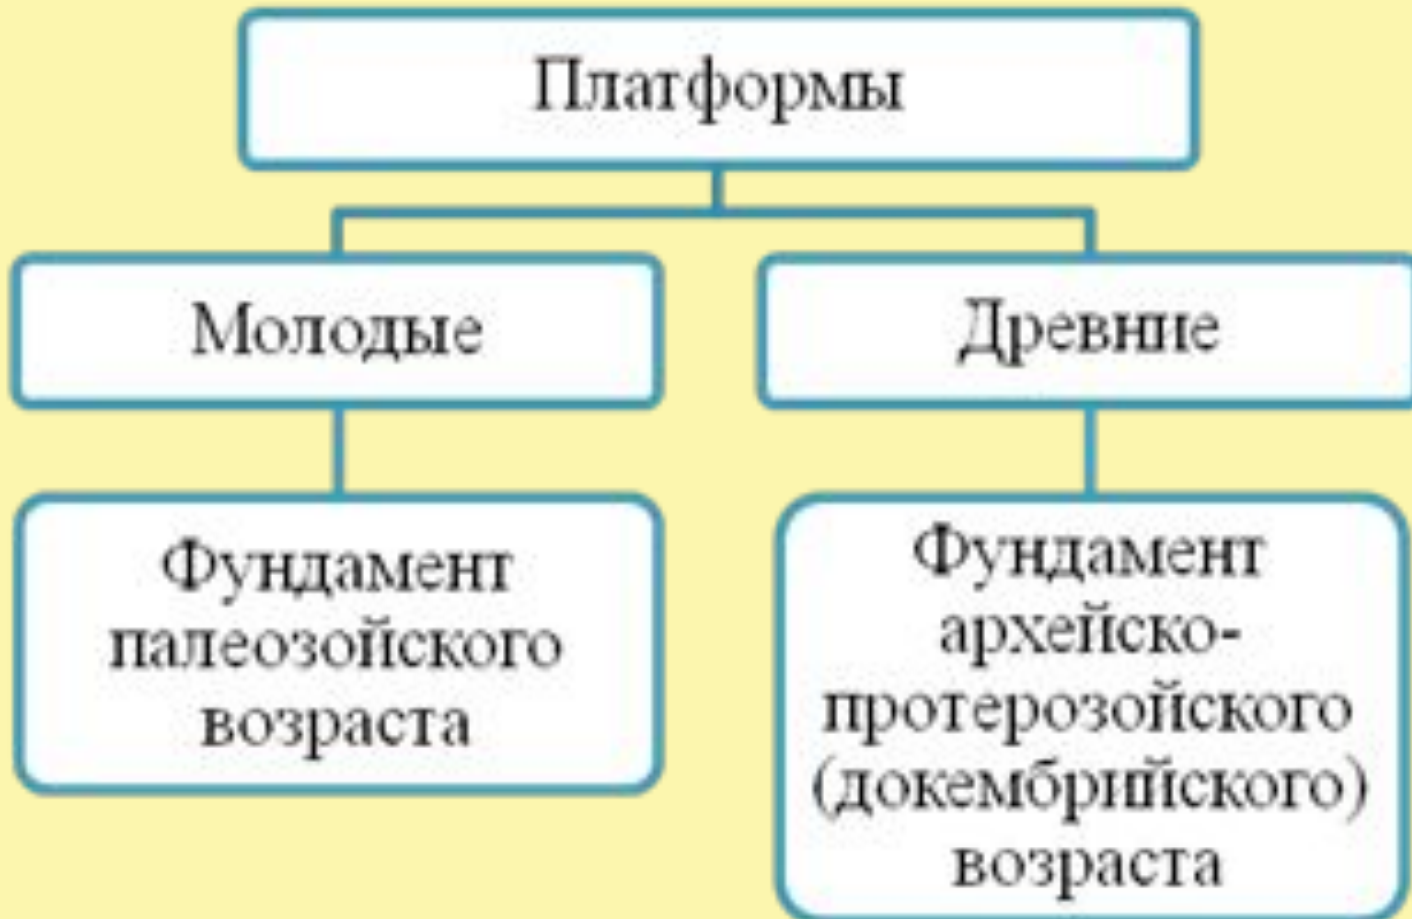 Платформы
Молодые
Древние
Фундамент
палеозойского
возраста
Фундамент
архейско-
протерозойского
(докембрийского)
возраста